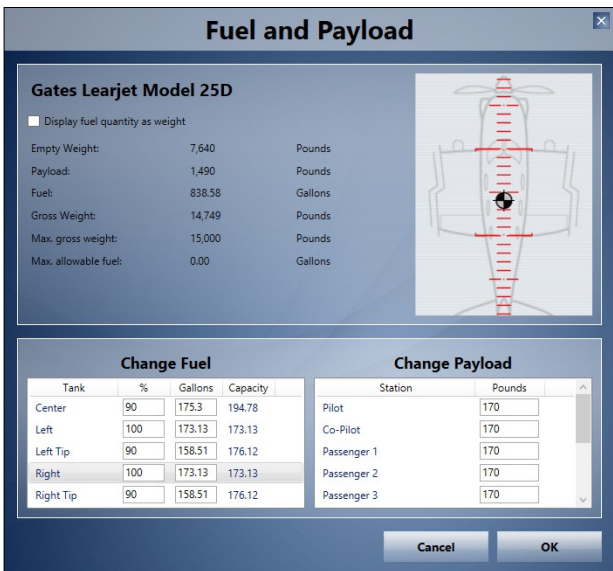 Fuel and Payload
Gates Learjet Model 25D
Display fuel quantity as weight
Empty Weight: 7,640 Pounds
Payload: 1,490 Pounds
Fuel: 838.58 Gallons
Gross Weight: 14,749 Pounds
Max. gross weight: 15,000 Pounds
Max. allowable fuel: 0.00 Gallons
Change Fuel
Tank % Gallons Capacity
Center 90 175.3 194.78
Left 100 173.13 173.13
Left Tip 90 158.51 176.12
Right 100 173.13 173.13
Right Tip 90 158.51 176.12
Change Payload
Station Pounds
Pilot 170
Co-Pilot 170
Passenger 1 170
Passenger 2 170
Passenger 3 170
Cancel OK